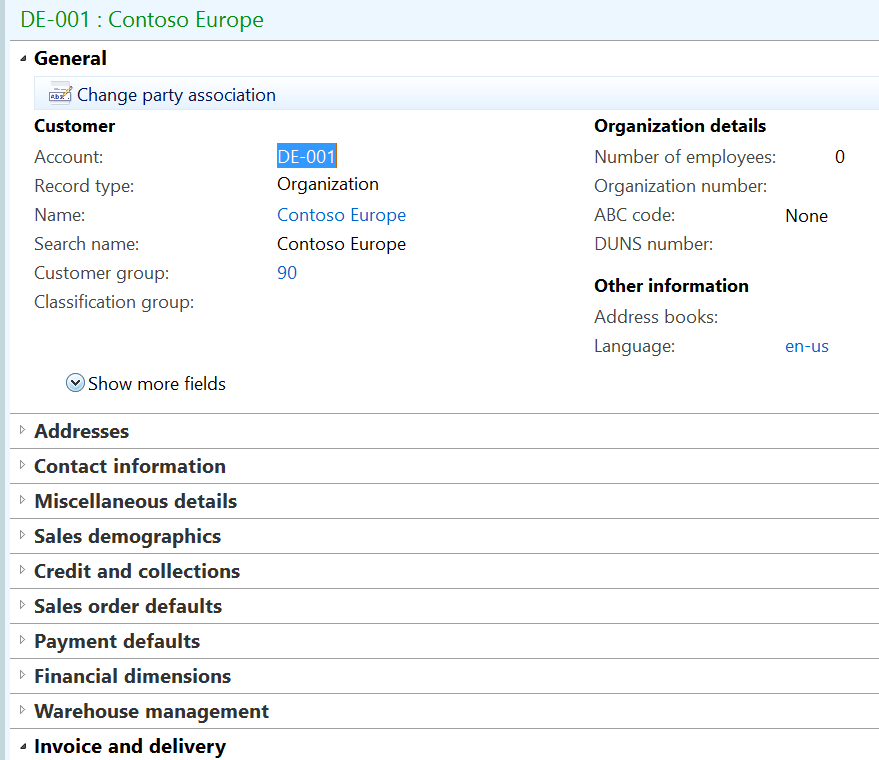 DE-001 : Contoso Europe
General
Change party association
Customer
Account: DE-001
Record type: Organization
Name: Contoso Europe
Search name: Contoso Europe
Customer group: 90
Classification group:
Show more fields
Organization details
Number of employees: 0
Organization number:
ABC code: None
DUNS number:
Other information
Address books:
Language: en-us
Addresses
Contact information
Miscellaneous details
Sales demographics
Credit and collections
Sales order defaults
Payment defaults
Financial dimensions
Warehouse management
Invoice and delivery